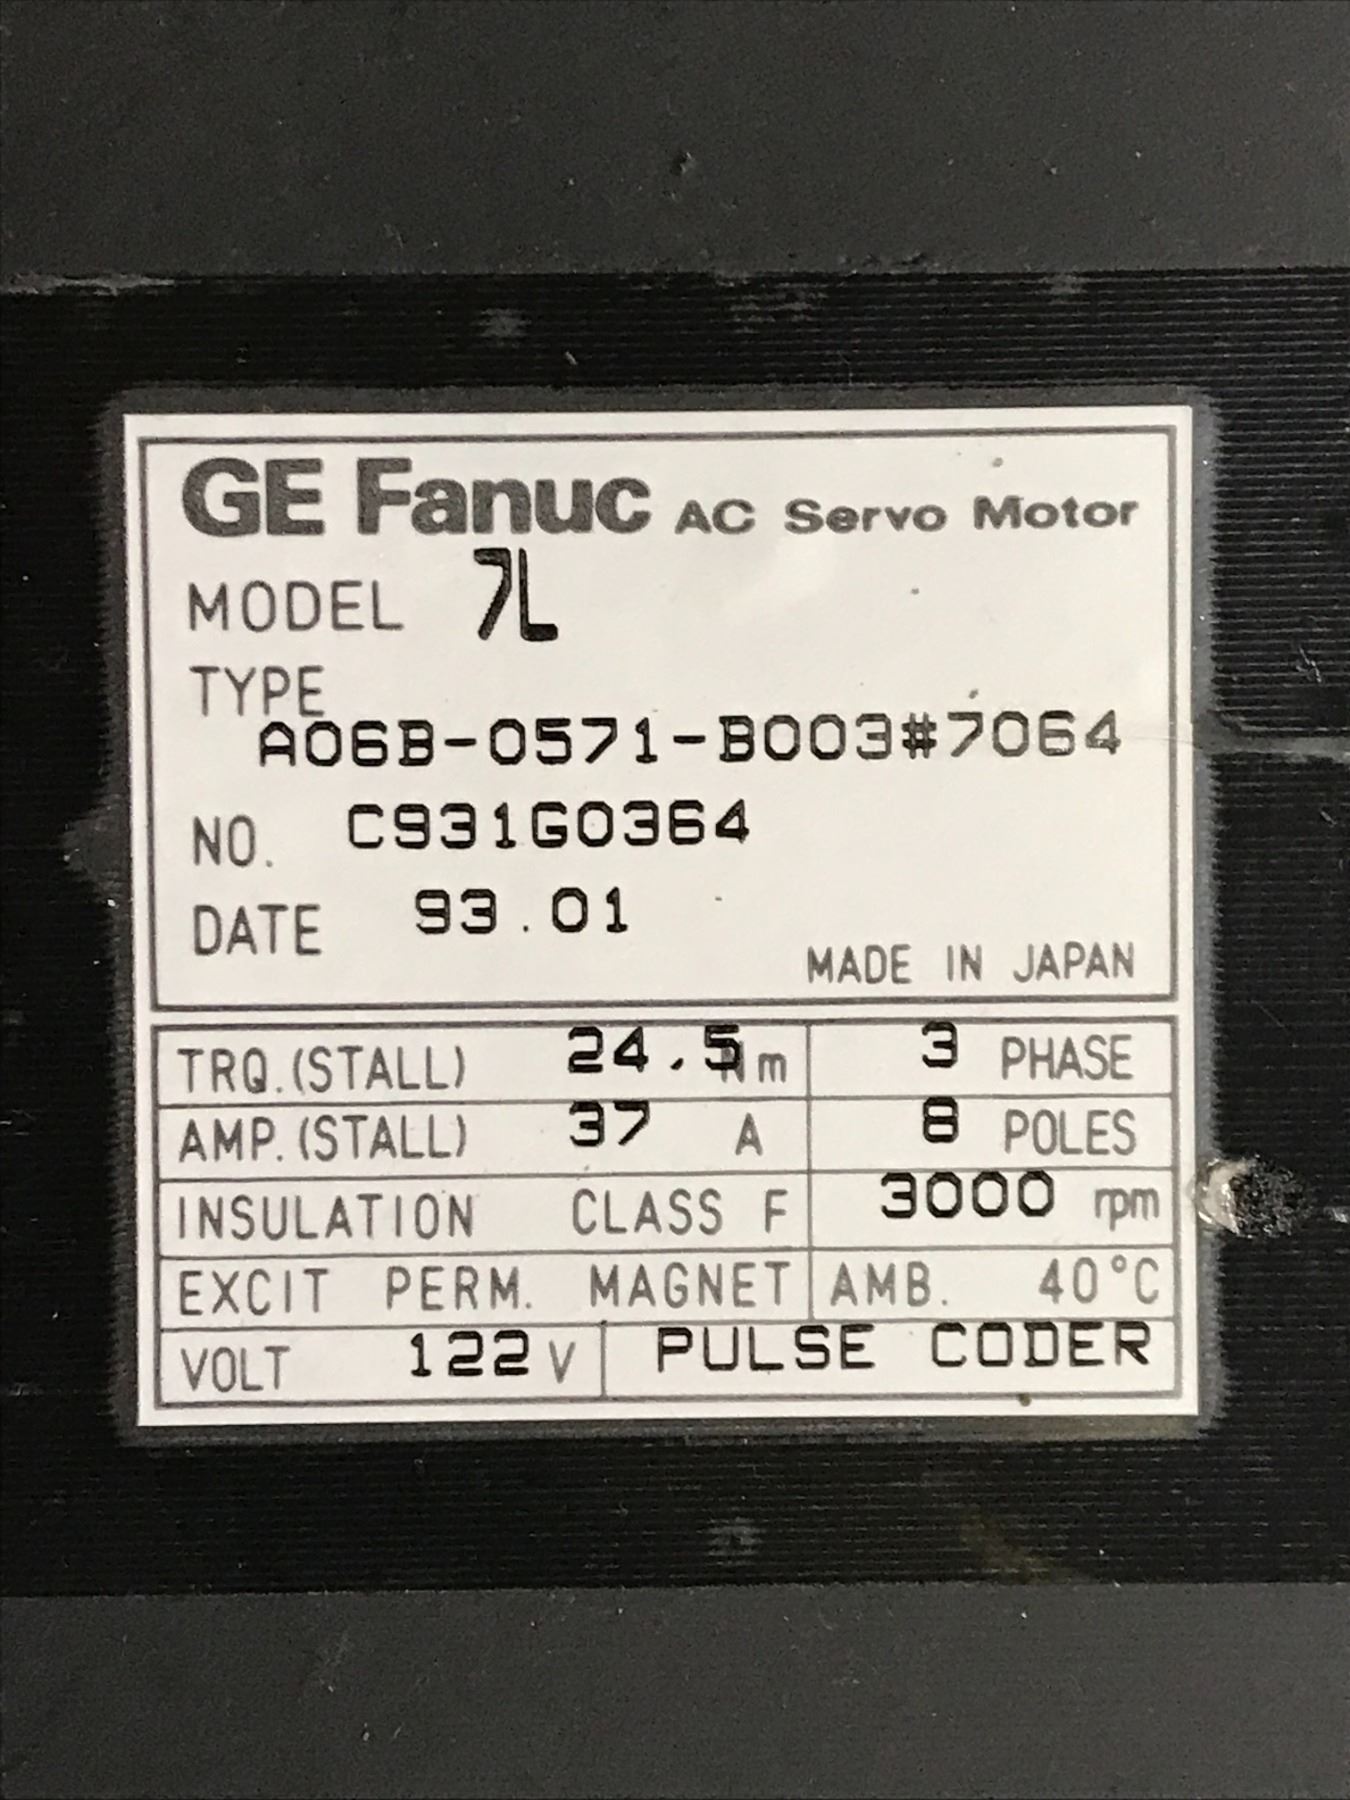 GE Fanuc AC Servo Motor
MODEL 7L
TYPE
A06B-0571-B003#7064
NO. C931G0364
DATE 93.01
MADE IN JAPAN
TRQ.(STALL) 24.5 Nm 3 PHASE
AMP.(STALL) 37 A 8 POLES
INSULATION CLASS F 3000 rpm
EXCIT PERM. MAGNET AMB. 40°C
VOLT 122 V PULSE CODER